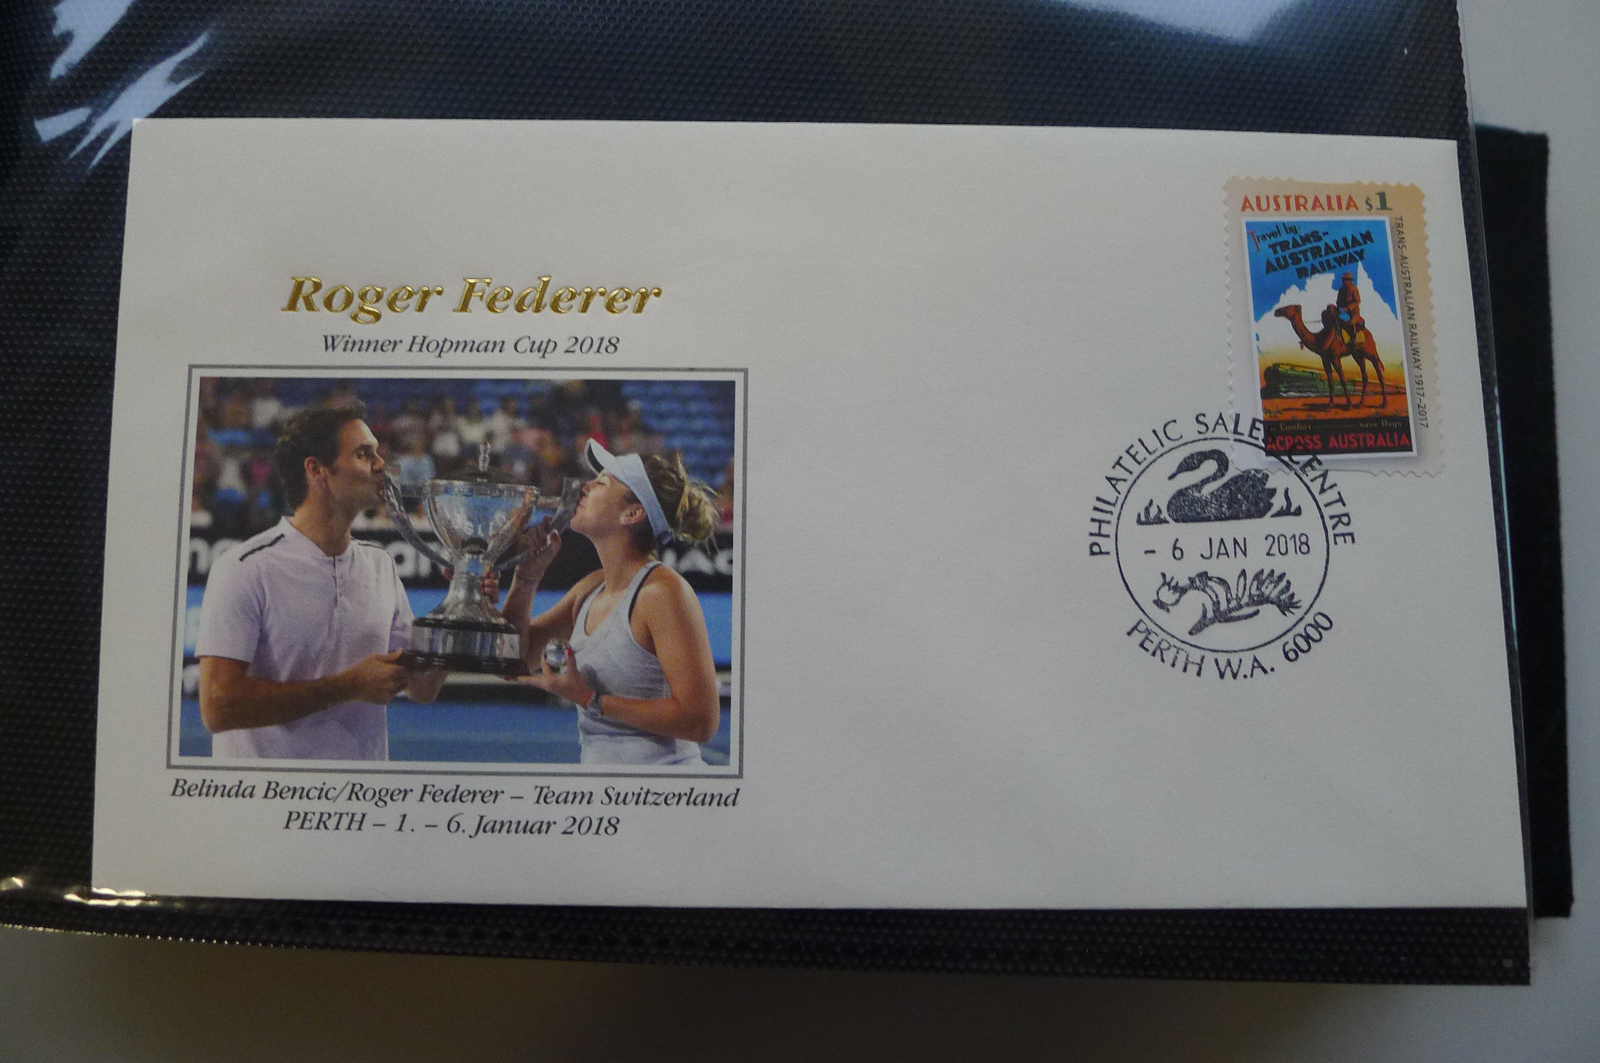 Roger Federer
Winner Hopman Cup 2018
Belinda Bencic/Roger Federer – Team Switzerland
PERTH – 1. – 6. Januar 2018
AUSTRALIA $1
Travel by
TRANS-
AUSTRALIAN
RAILWAY
ACROSS AUSTRALIA
TRANS-AUSTRALIAN RAILWAY 1917–2017
PHILATELIC SALES CENTRE
- 6 JAN 2018
PERTH W.A. 6000